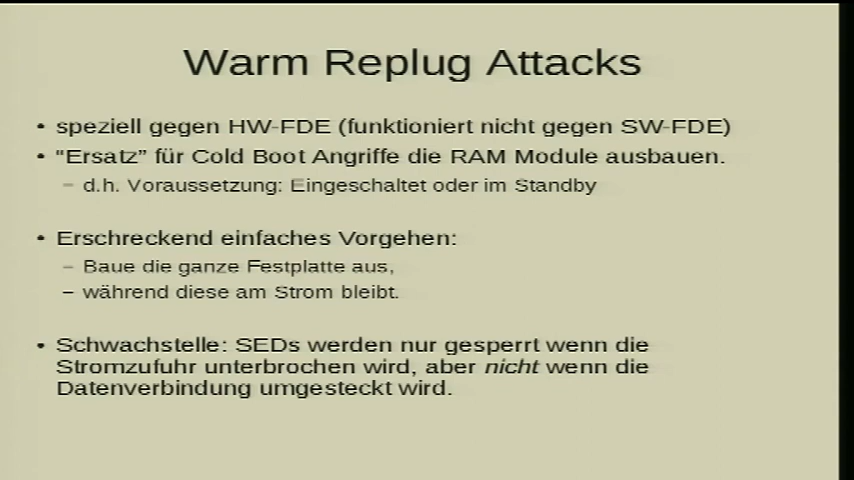 Warm Replug Attacks
• speziell gegen HW-FDE (funktioniert nicht gegen SW-FDE)
• “Ersatz” für Cold Boot Angriffe die RAM Module ausbauen.
– d.h. Voraussetzung: Eingeschaltet oder im Standby
• Erschreckend einfaches Vorgehen:
– Baue die ganze Festplatte aus,
– während diese am Strom bleibt.
• Schwachstelle: SEDs werden nur gesperrt wenn die
Stromzufuhr unterbrochen wird, aber nicht wenn die
Datenverbindung umgesteckt wird.